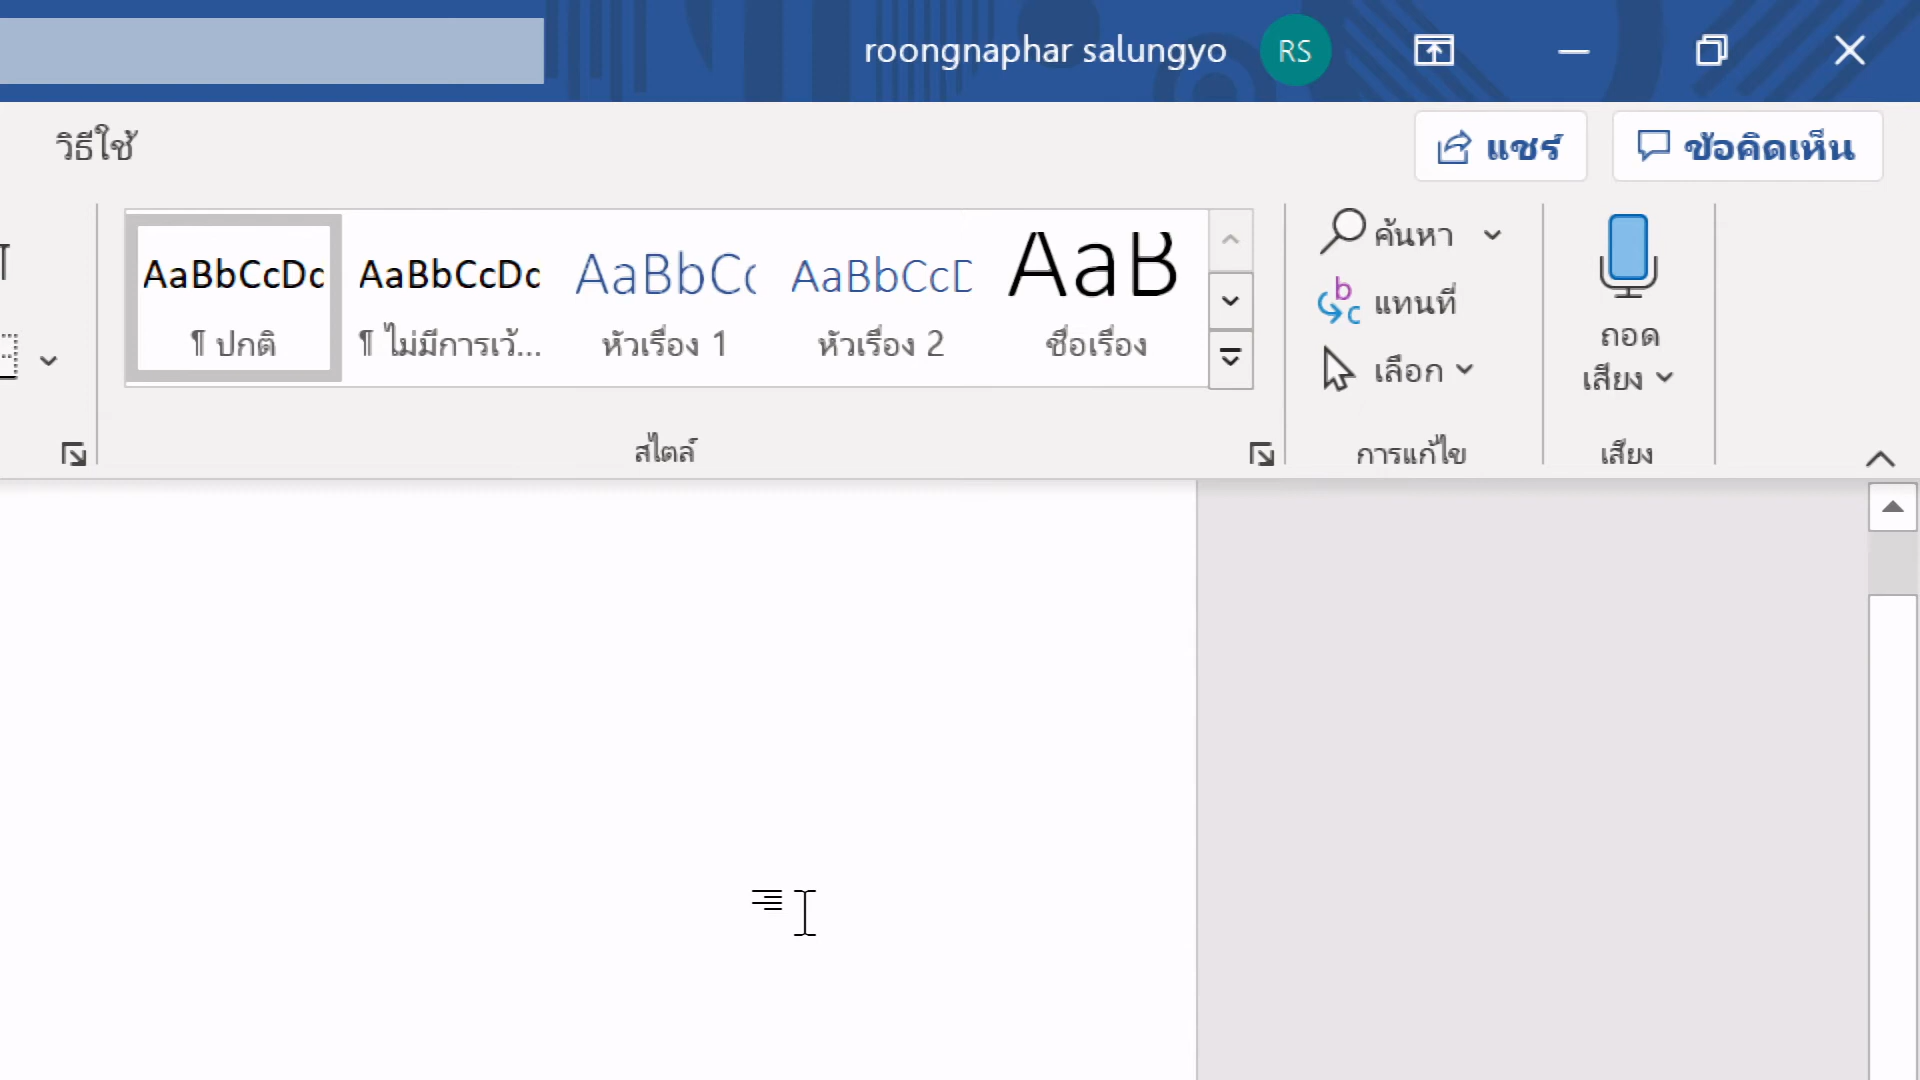 roongnaphar salungyo RS
วิธีใช้
แชร์
ข้อคิดเห็น
AaBbCcDc
¶ ปกติ
AaBbCcDc
¶ ไม่มีการเว้...
AaBbCc
หัวเรื่อง 1
AaBbCcD
หัวเรื่อง 2
AaB
ชื่อเรื่อง
สไตล์
ค้นหา
แทนที่
เลือก
การแก้ไข
ถอด
เสียง
เสียง